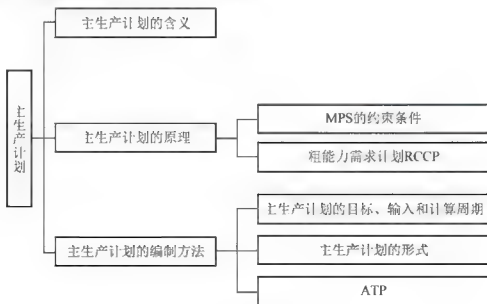 主生产计划
主生产计划的含义
主生产计划的原理
MPS的约束条件
粗能力需求计划RCCP
主生产计划的编制方法
主生产计划的目标、输入和计算周期
主生产计划的形式
ATP